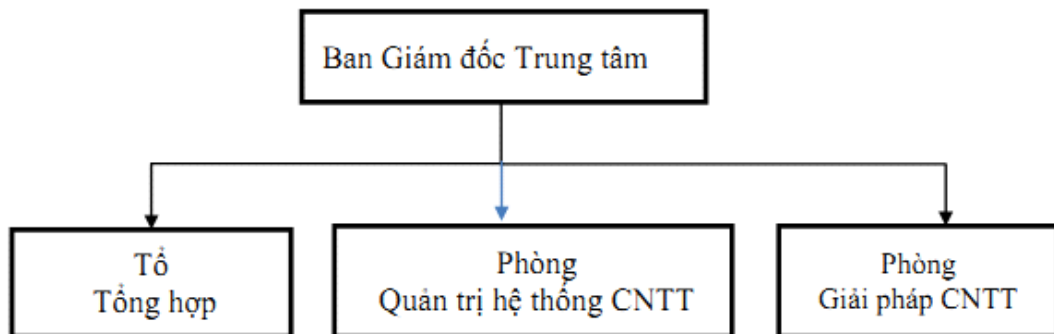 Ban Giám đốc Trung tâm
Tổ
Tổng hợp
Phòng
Quản trị hệ thống CNTT
Phòng
Giải pháp CNTT